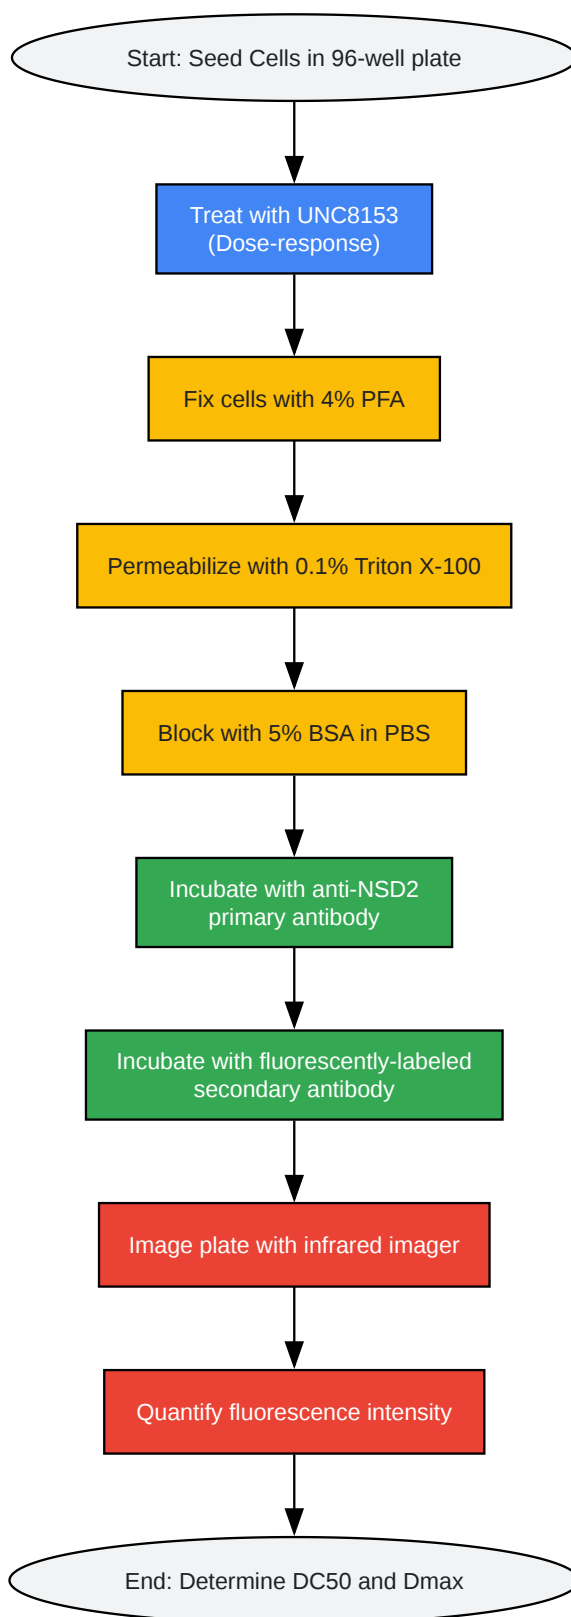 Start: Seed Cells in 96-well plate
Treat with UNC8153
(Dose-response)
Fix cells with 4% PFA
Permeabilize with 0.1% Triton X-100
Block with 5% BSA in PBS
Incubate with anti-NSD2
primary antibody
Incubate with fluorescently-labeled
secondary antibody
Image plate with infrared imager
Quantify fluorescence intensity
End: Determine DC50 and Dmax